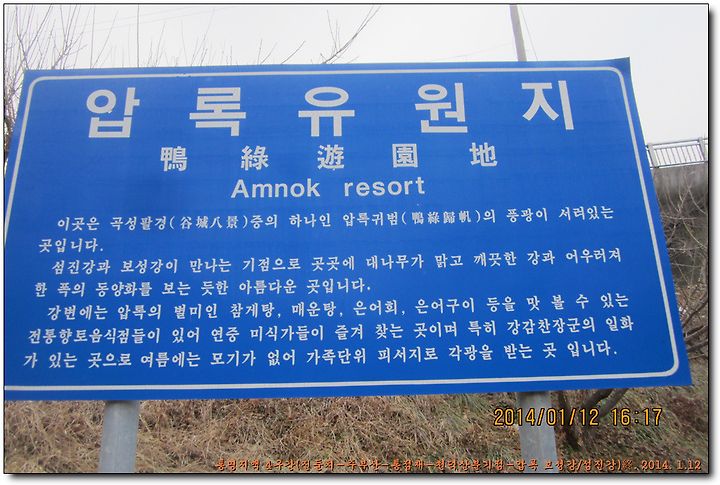 압록유원지
鴨綠遊園地
Amnok resort
이곳은 곡성팔경(谷城八景)중의 하나인 압록귀범(鴨綠歸帆)의 풍광이 서려있는
곳입니다.
섬진강과 보성강이 만나는 기점으로 곳곳에 대나무가 맑고 깨끗한 강과 어우러져
한 폭의 동양화를 보는 듯한 아름다운 곳입니다.
강변에는 압록의 별미인 참게탕, 매운탕, 은어회, 은어구이 등을 맛 볼 수 있는
전통향토음식점들이 있어 연중 미식가들이 즐겨 찾는 곳이며 특히 강감찬장군의 일화
가 있는 곳으로 여름에는 모기가 없어 가족단위 피서지로 각광을 받는 곳 입니다.
2014/01/12 16:17
보성강/섬진강) 2014. 1.12